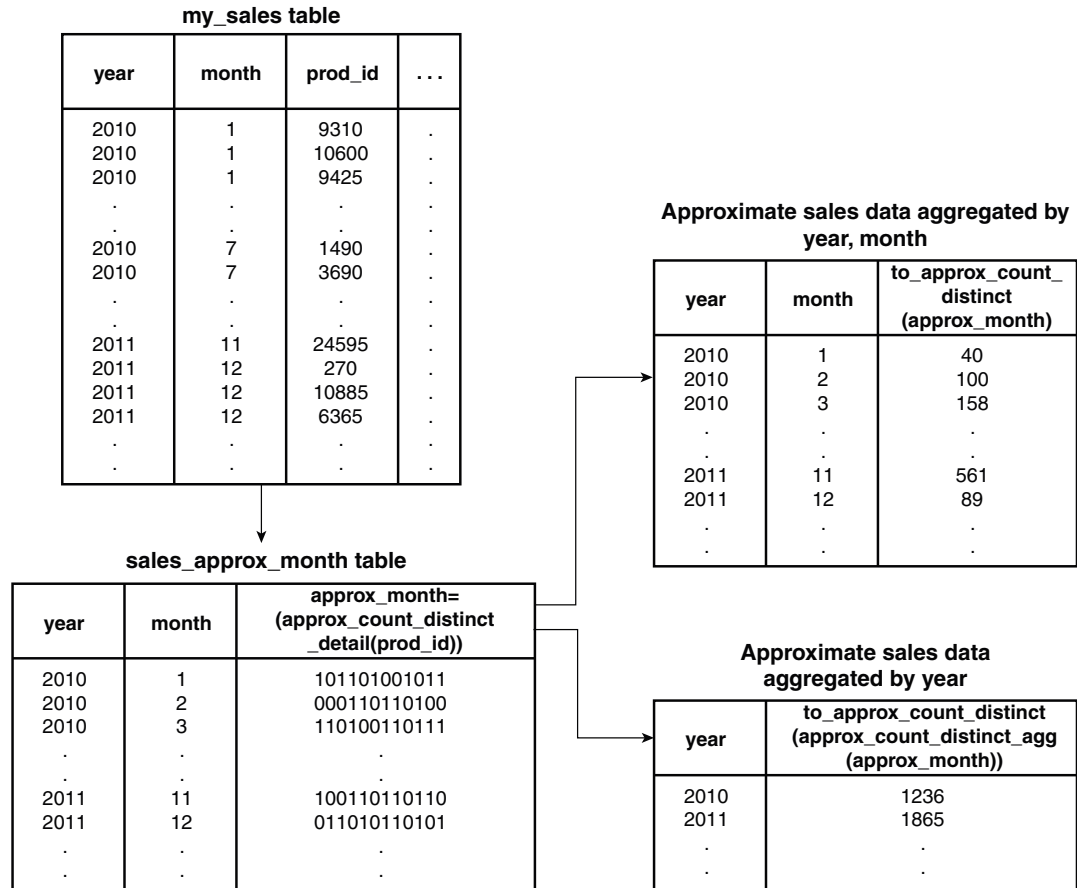 my_sales table
year month prod_id ...
2010 1 9310 .
2010 1 10600 .
2010 1 9425 .
. . . .
. . . .
2010 7 1490 .
2010 7 3690 .
. . . .
. . . .
2011 11 24595 .
2011 12 270 .
2011 12 10885 .
2011 12 6365 .
. . . .
. . . .
sales_approx_month table
year month approx_month=
(approx_count_distinct
_detail(prod_id))
2010 1 101101001011
2010 2 000110110100
2010 3 110100110111
. . .
. . .
2011 11 100110110110
2011 12 011010110101
. . .
. . .
Approximate sales data aggregated by
year, month
year month to_approx_count_
distinct
(approx_month)
2010 1 40
2010 2 100
2010 3 158
. . .
. . .
2011 11 561
2011 12 89
. . .
. . .
Approximate sales data
aggregated by year
year to_approx_count_distinct
(approx_count_distinct_agg
(approx_month))
2010 1236
2011 1865
. .
. .